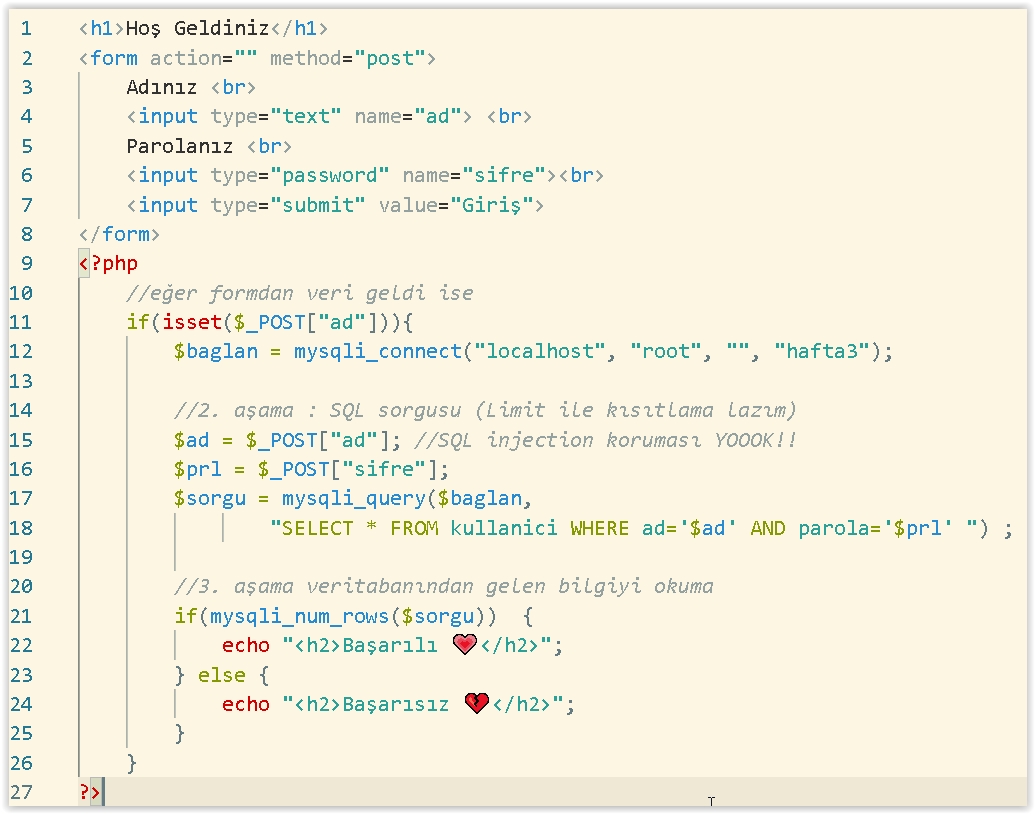 1 <h1>Hoş Geldiniz</h1>
2 <form action="" method="post">
3 Adınız <br>
4 <input type="text" name="ad"> <br>
5 Parolanız <br>
6 <input type="password" name="sifre"><br>
7 <input type="submit" value="Giriş">
8 </form>
9 <?php
10 //eğer formdan veri geldi ise
11 if(isset($_POST["ad"])){
12 $baglan = mysqli_connect("localhost", "root", "", "hafta3");
13
14 //2. aşama : SQL sorgusu (Limit ile kısıtlama lazım)
15 $ad = $_POST["ad"]; //SQL injection koruması YOOOK!!
16 $prl = $_POST["sifre"];
17 $sorgu = mysqli_query($baglan,
18 "SELECT * FROM kullanici WHERE ad='$ad' AND parola='$prl' ") ;
19
20 //3. aşama veritabanından gelen bilgiyi okuma
21 if(mysqli_num_rows($sorgu))  {
22 echo "<h2>Başarılı 💗</h2>";
23 } else {
24 echo "<h2>Başarısız 💔</h2>";
25 }
26 }
27 ?>